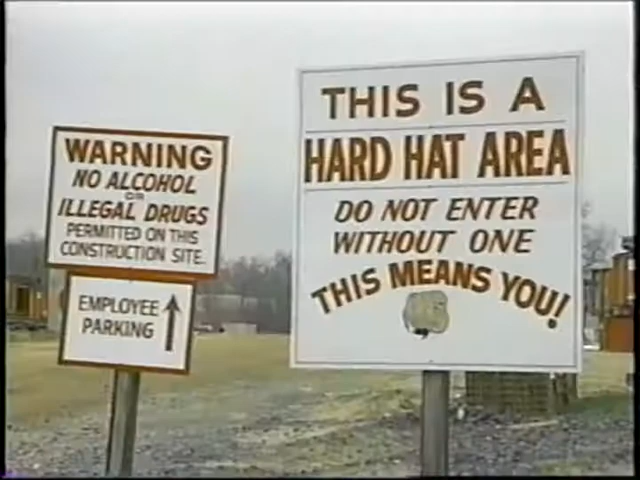 WARNING
NO ALCOHOL
OR
ILLEGAL DRUGS
PERMITTED ON THIS
CONSTRUCTION SITE.
EMPLOYEE
PARKING
THIS IS A
HARD HAT AREA
DO NOT ENTER
WITHOUT ONE
THIS MEANS YOU!